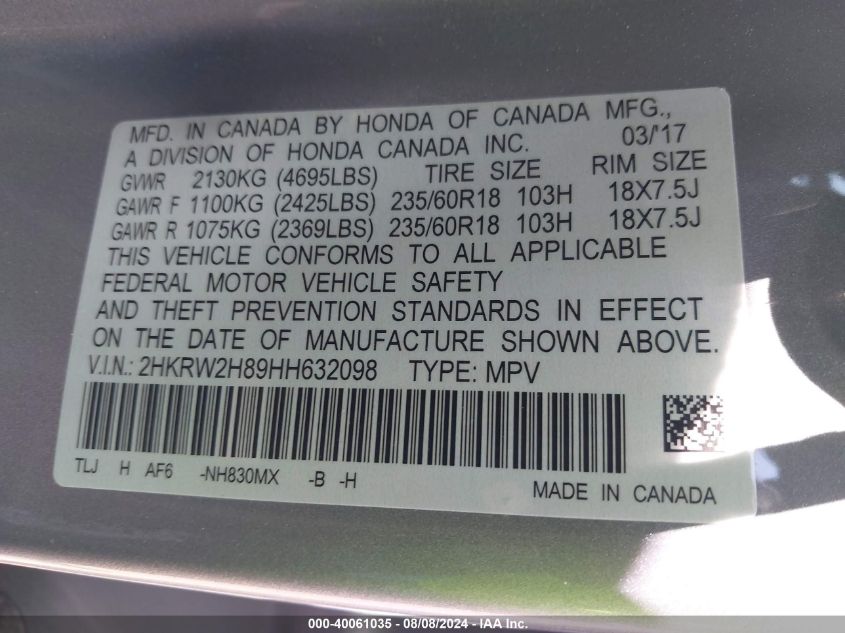 MFD. IN CANADA BY HONDA OF CANADA MFG.,
A DIVISION OF HONDA CANADA INC. 03/'17
GVWR 2130KG (4695LBS) TIRE SIZE RIM SIZE
GAWR F 1100KG (2425LBS) 235/60R18 103H 18X7.5J
GAWR R 1075KG (2369LBS) 235/60R18 103H 18X7.5J
THIS VEHICLE CONFORMS TO ALL APPLICABLE
FEDERAL MOTOR VEHICLE SAFETY
AND THEFT PREVENTION STANDARDS IN EFFECT
ON THE DATE OF MANUFACTURE SHOWN ABOVE.
V.I.N.: 2HKRW2H89HH632098 TYPE: MPV
TLJ H AF6 -NH830MX -B -H
MADE IN CANADA
000-40061035 - 08/08/2024 - IAA Inc.